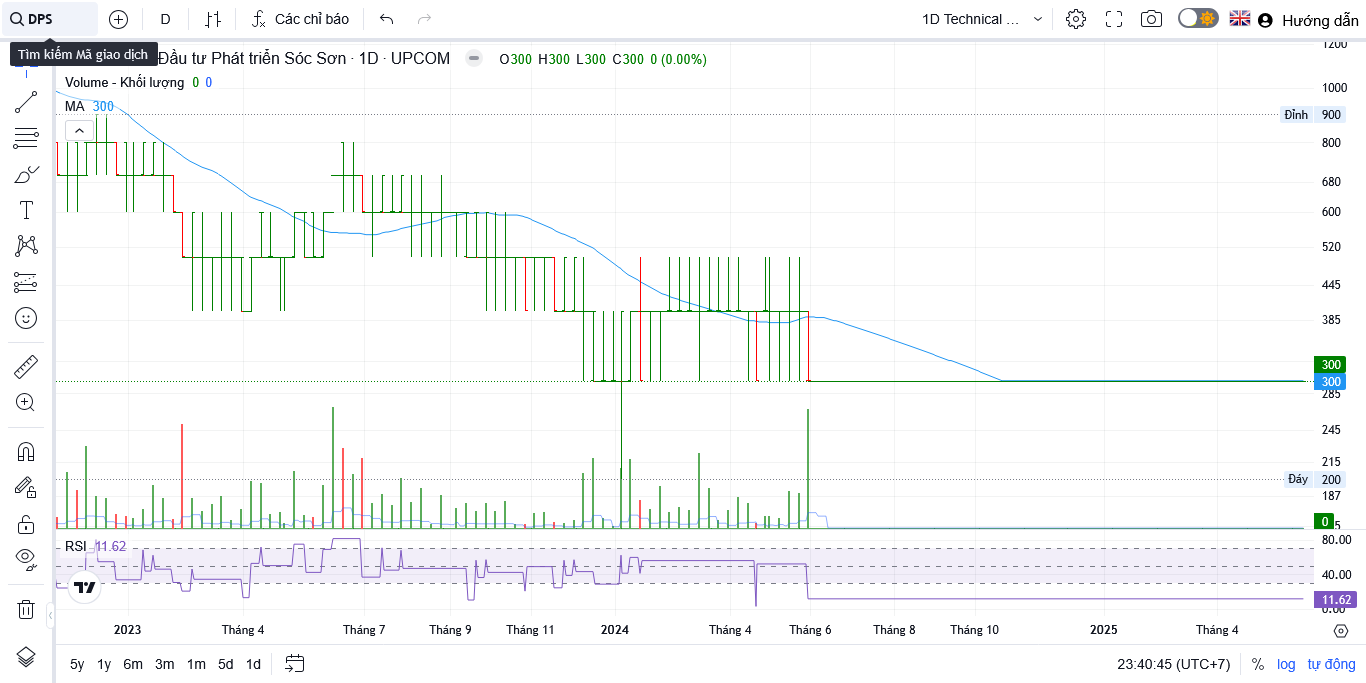 DPS
D
Các chỉ báo
1D Technical ...
Hướng dẫn
Tìm kiếm Mã giao dịch
Đầu tư Phát triển Sóc Sơn · 1D · UPCOM
O300 H300 L300 C300 0 (0.00%)
Volume - Khối lượng 0 0
MA 300
1200
1000
Đỉnh 900
800
680
600
520
445
385
300
300
285
245
215
Đáy 200
187
0
5
RSI 11.62
80.00
40.00
11.62
0.00
2023 Tháng 4 Tháng 7 Tháng 9 Tháng 11 2024 Tháng 4 Tháng 6 Tháng 8 Tháng 10 2025 Tháng 4
5y 1y 6m 3m 1m 5d 1d
23:40:45 (UTC+7) % log tự động